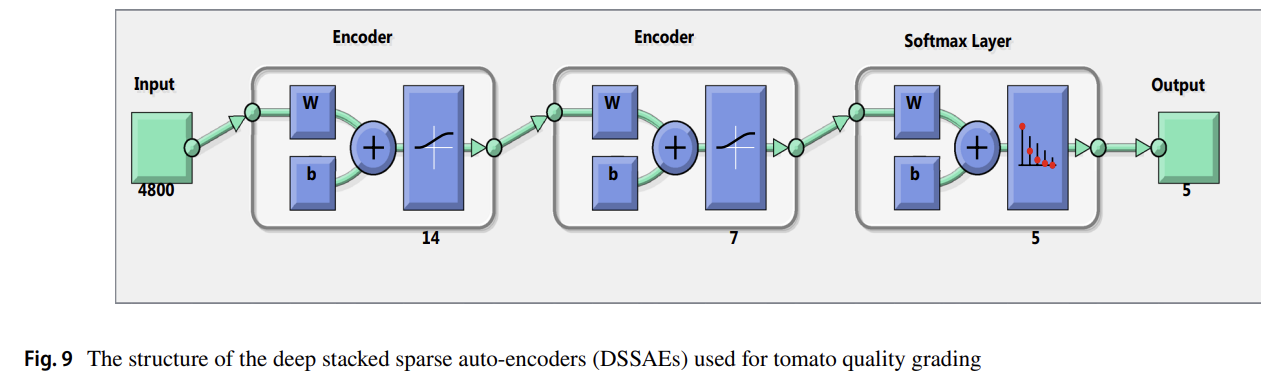 Encoder
Encoder
Softmax Layer
Input
Output
W
W
W
b
b
b
4800
5
14
7
5
Fig. 9 The structure of the deep stacked sparse auto-encoders (DSSAEs) used for tomato quality grading